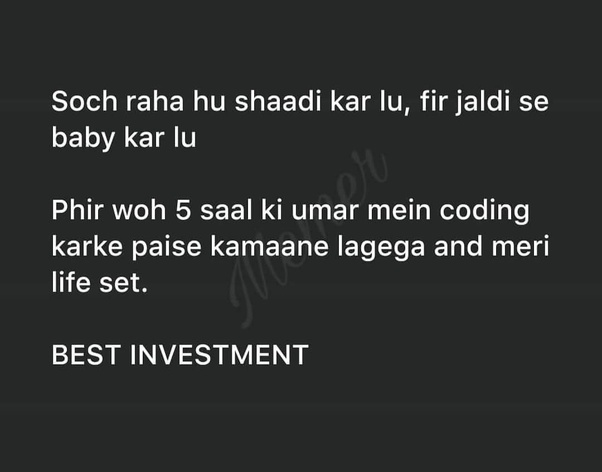 Soch raha hu shaadi kar lu, fir jaldi se
baby kar lu
Phir woh 5 saal ki umar mein coding
karke paise kamaane lagega and meri
life set.
BEST INVESTMENT
Memer